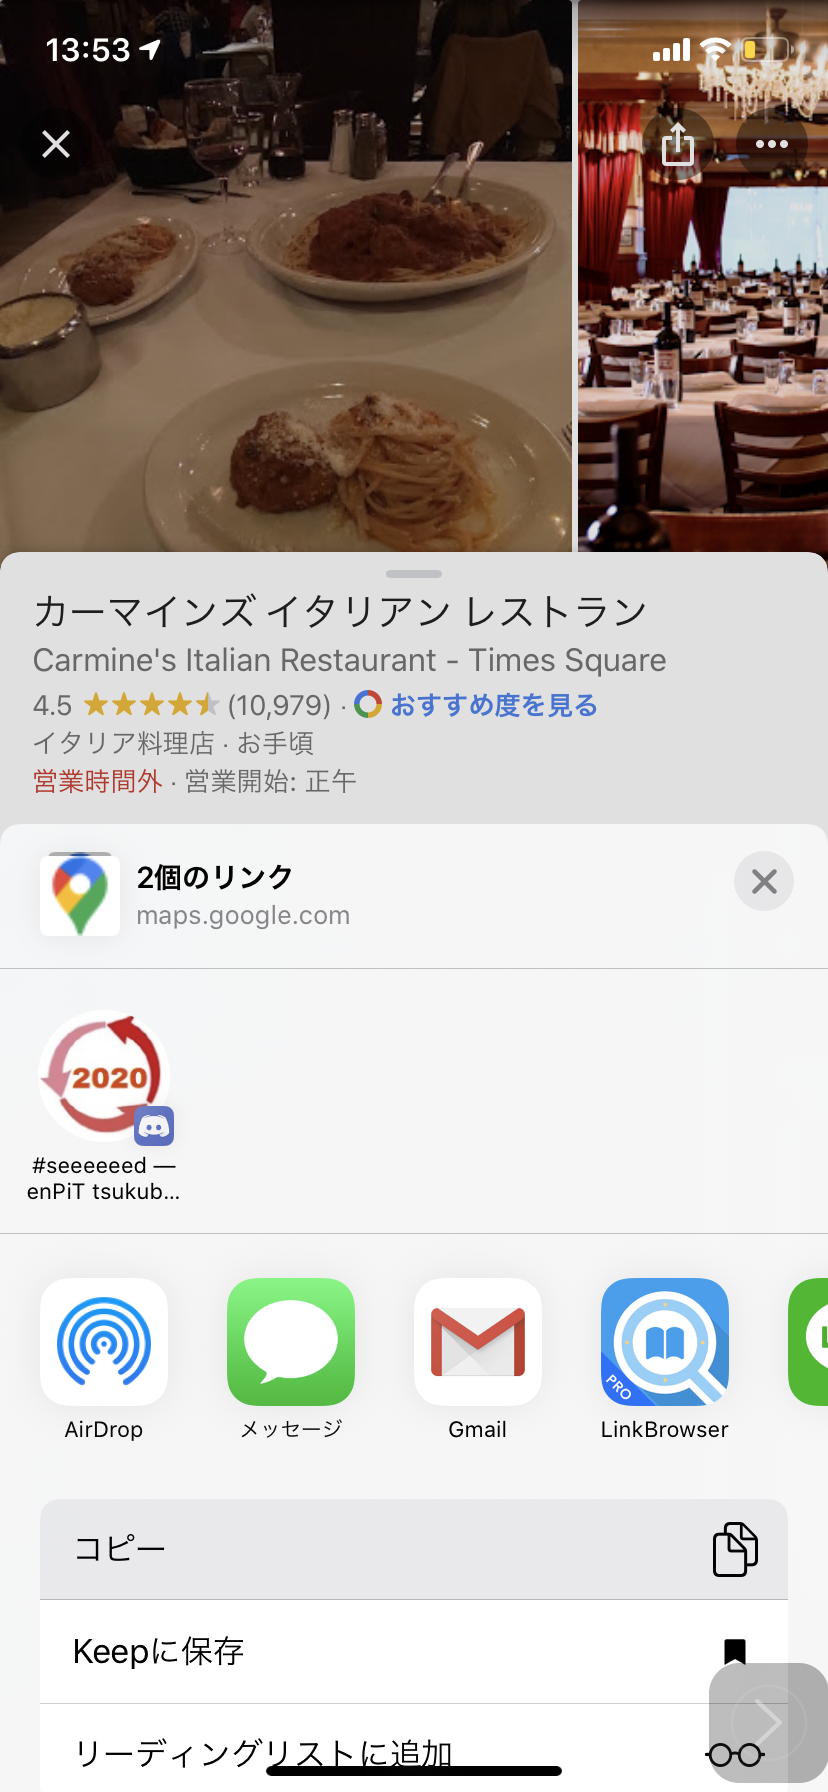 13:53
カーマインズ イタリアン レストラン
Carmine's Italian Restaurant - Times Square
4.5 (10,979) · おすすめ度を見る
イタリア料理店 · お手頃
営業時間外 · 営業開始: 正午
2個のリンク
maps.google.com
2020
#seeeeeed —
enPiT tsukub...
PRO
L
AirDrop
メッセージ
Gmail
LinkBrowser
コピー
Keepに保存
リーディングリストに追加